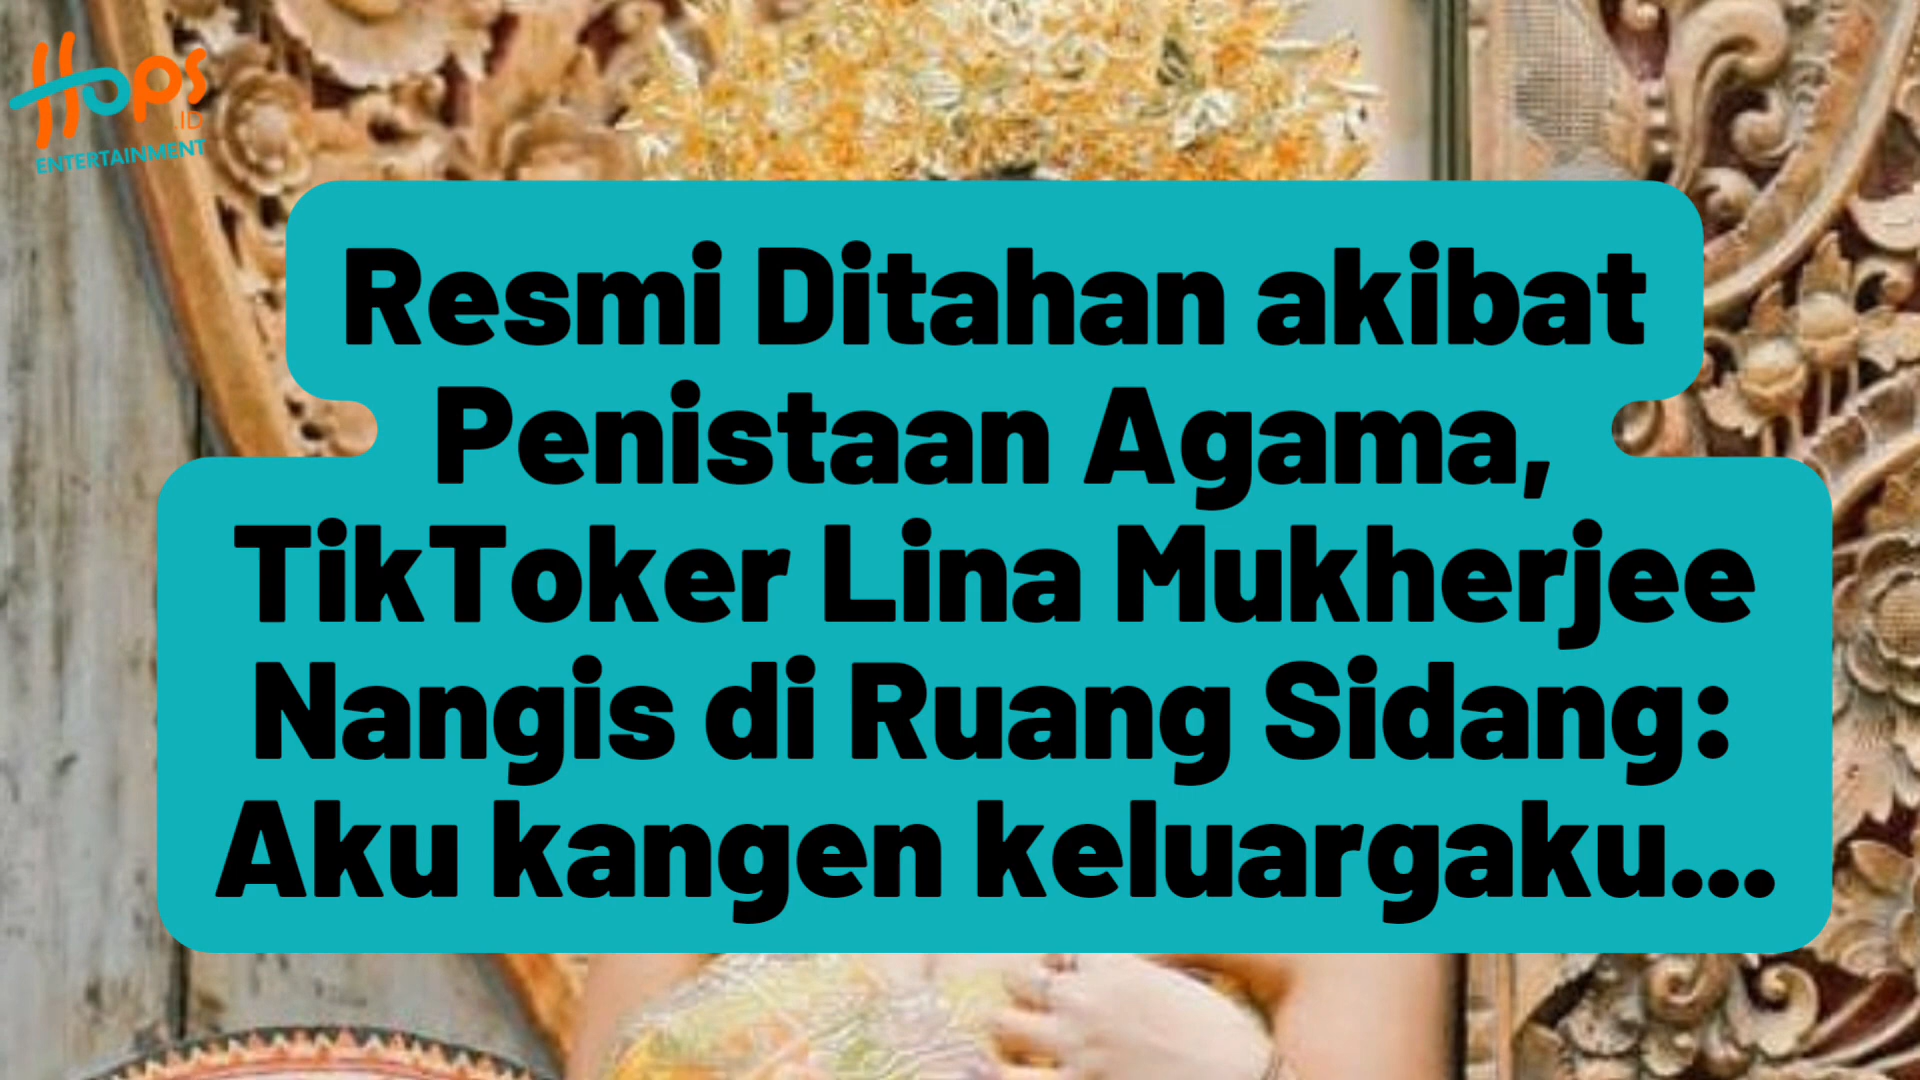 Hops
.ID
ENTERTAINMENT
Resmi Ditahan akibat
Penistaan Agama,
TikToker Lina Mukherjee
Nangis di Ruang Sidang:
Aku kangen keluargaku...